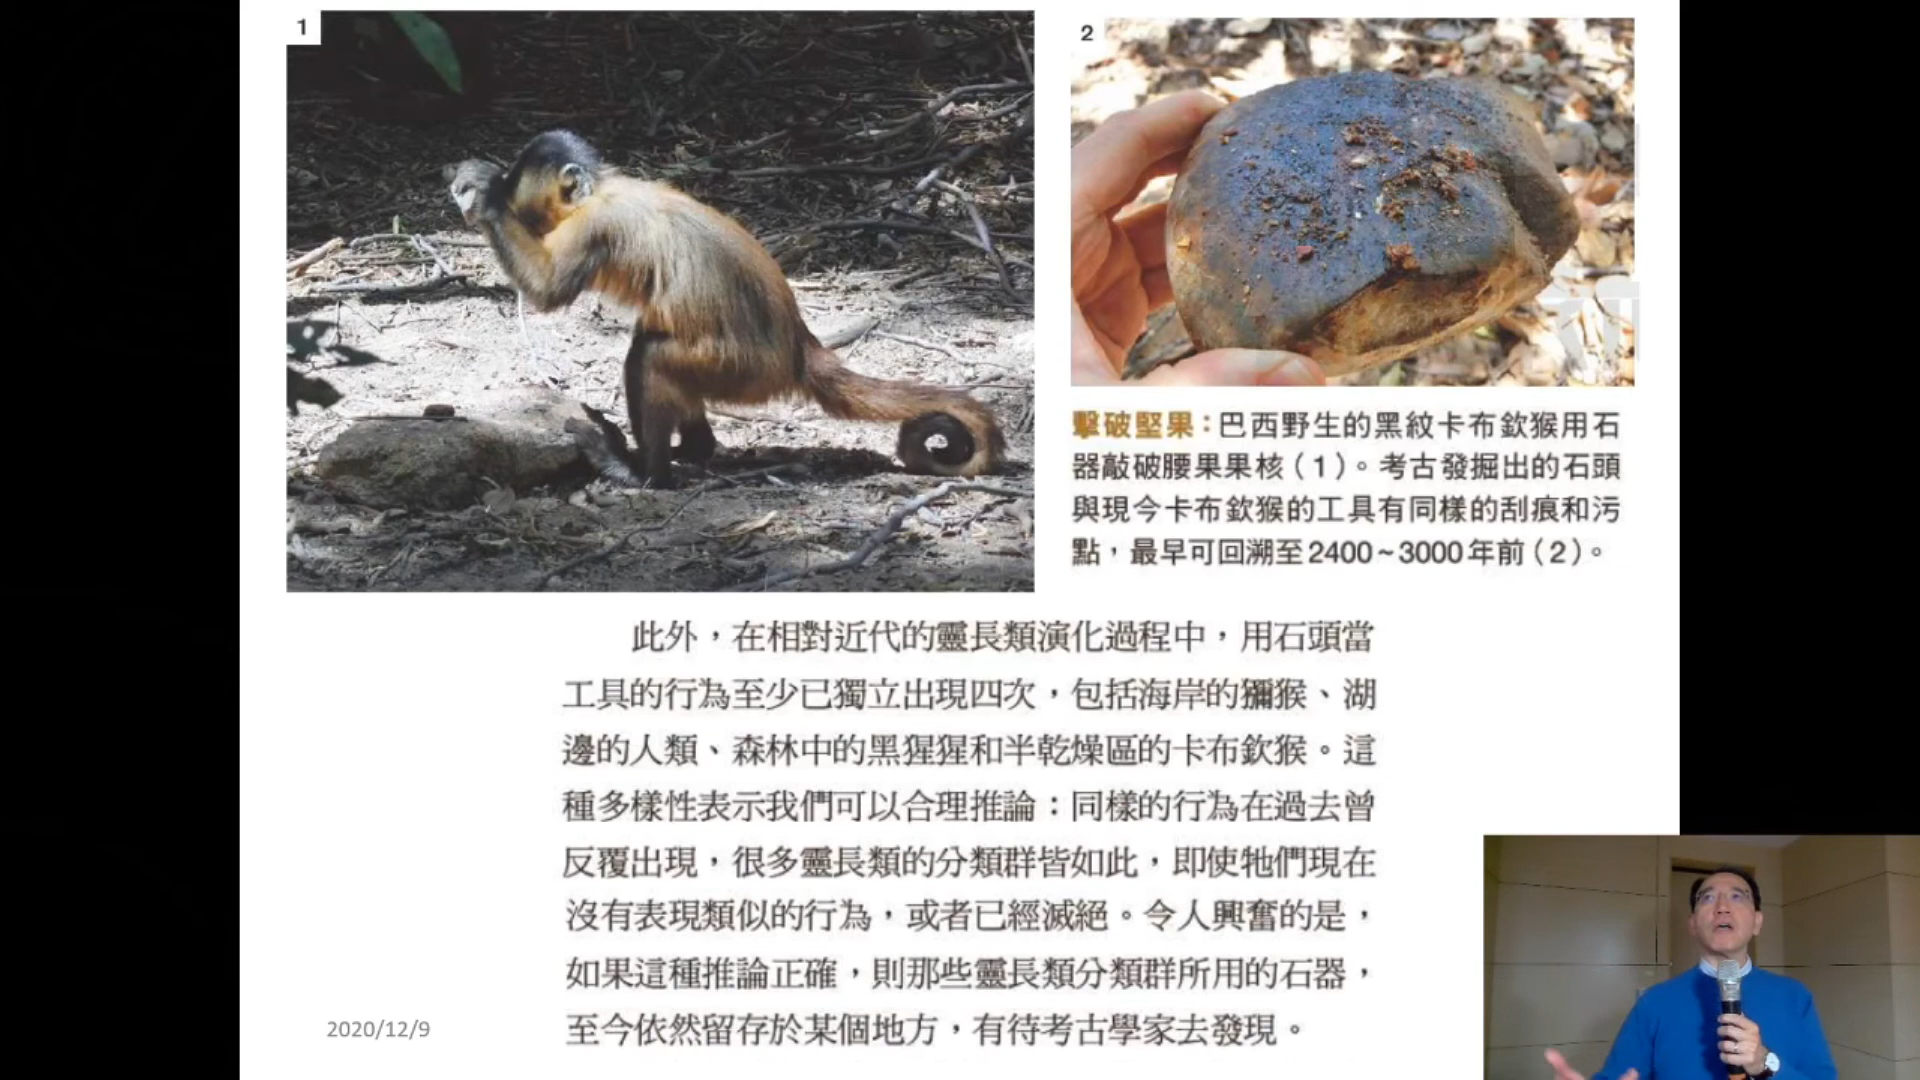 1
2
擊破堅果：巴西野生的黑紋卡布欽猴用石
器敲破腰果果核（1）。考古發掘出的石頭
與現今卡布欽猴的工具有同樣的刮痕和污
點，最早可回溯至2400~3000年前（2）。
此外，在相對近代的靈長類演化過程中，用石頭當
工具的行為至少已獨立出現四次，包括海岸的獼猴、湖
邊的人類、森林中的黑猩猩和半乾燥區的卡布欽猴。這
種多樣性表示我們可以合理推論：同樣的行為在過去曾
反覆出現，很多靈長類的分類群皆如此，即使牠們現在
沒有表現類似的行為，或者已經滅絕。令人興奮的是，
如果這種推論正確，則那些靈長類分類群所用的石器，
至今依然留存於某個地方，有待考古學家去發現。
2020/12/9